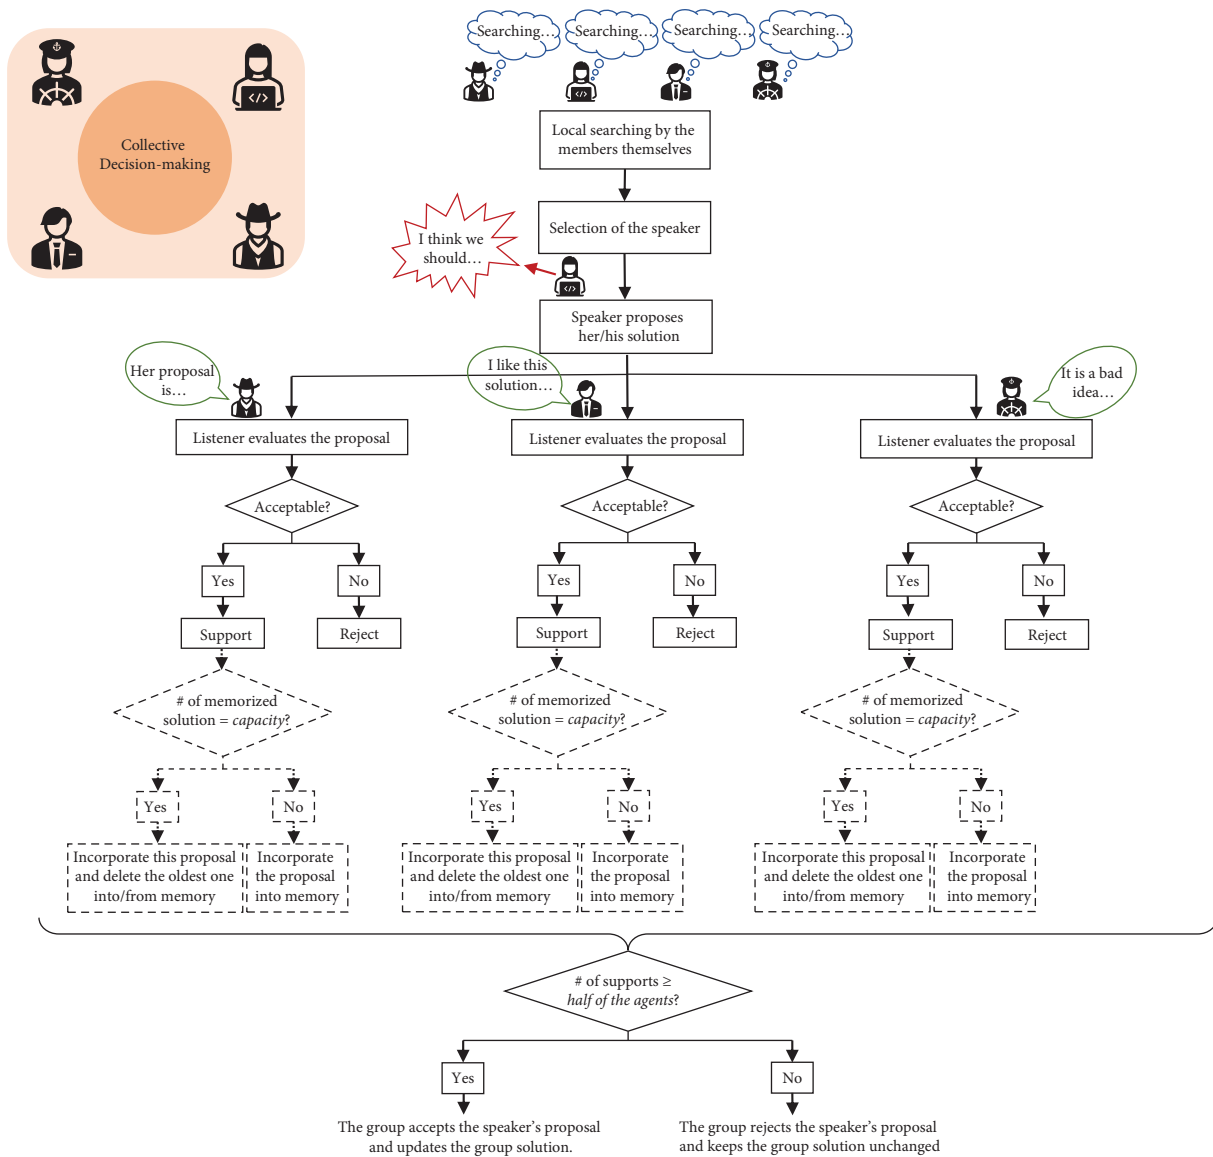 Collective
Decision-making
Searching…
Searching…
Searching…
Searching…
</>
Local searching by the
members themselves
Selection of the speaker
I think we
should…
</>
Speaker proposes
her/his solution
Her proposal
is…
I like this
solution…
It is a bad
idea…
Listener evaluates the proposal
Listener evaluates the proposal
Listener evaluates the proposal
Acceptable?
Acceptable?
Acceptable?
Yes
No
Yes
No
Yes
No
Support
Reject
Support
Reject
Support
Reject
# of memorized
solution = capacity?
# of memorized
solution = capacity?
# of memorized
solution = capacity?
Yes
No
Yes
No
Yes
No
Incorporate this proposal
and delete the oldest one
into/from memory
Incorporate
the proposal
into memory
Incorporate this proposal
and delete the oldest one
into/from memory
Incorporate
the proposal
into memory
Incorporate this proposal
and delete the oldest one
into/from memory
Incorporate
the proposal
into memory
# of supports ≥
half of the agents?
Yes
No
The group accepts the speaker's proposal
and updates the group solution.
The group rejects the speaker's proposal
and keeps the group solution unchanged